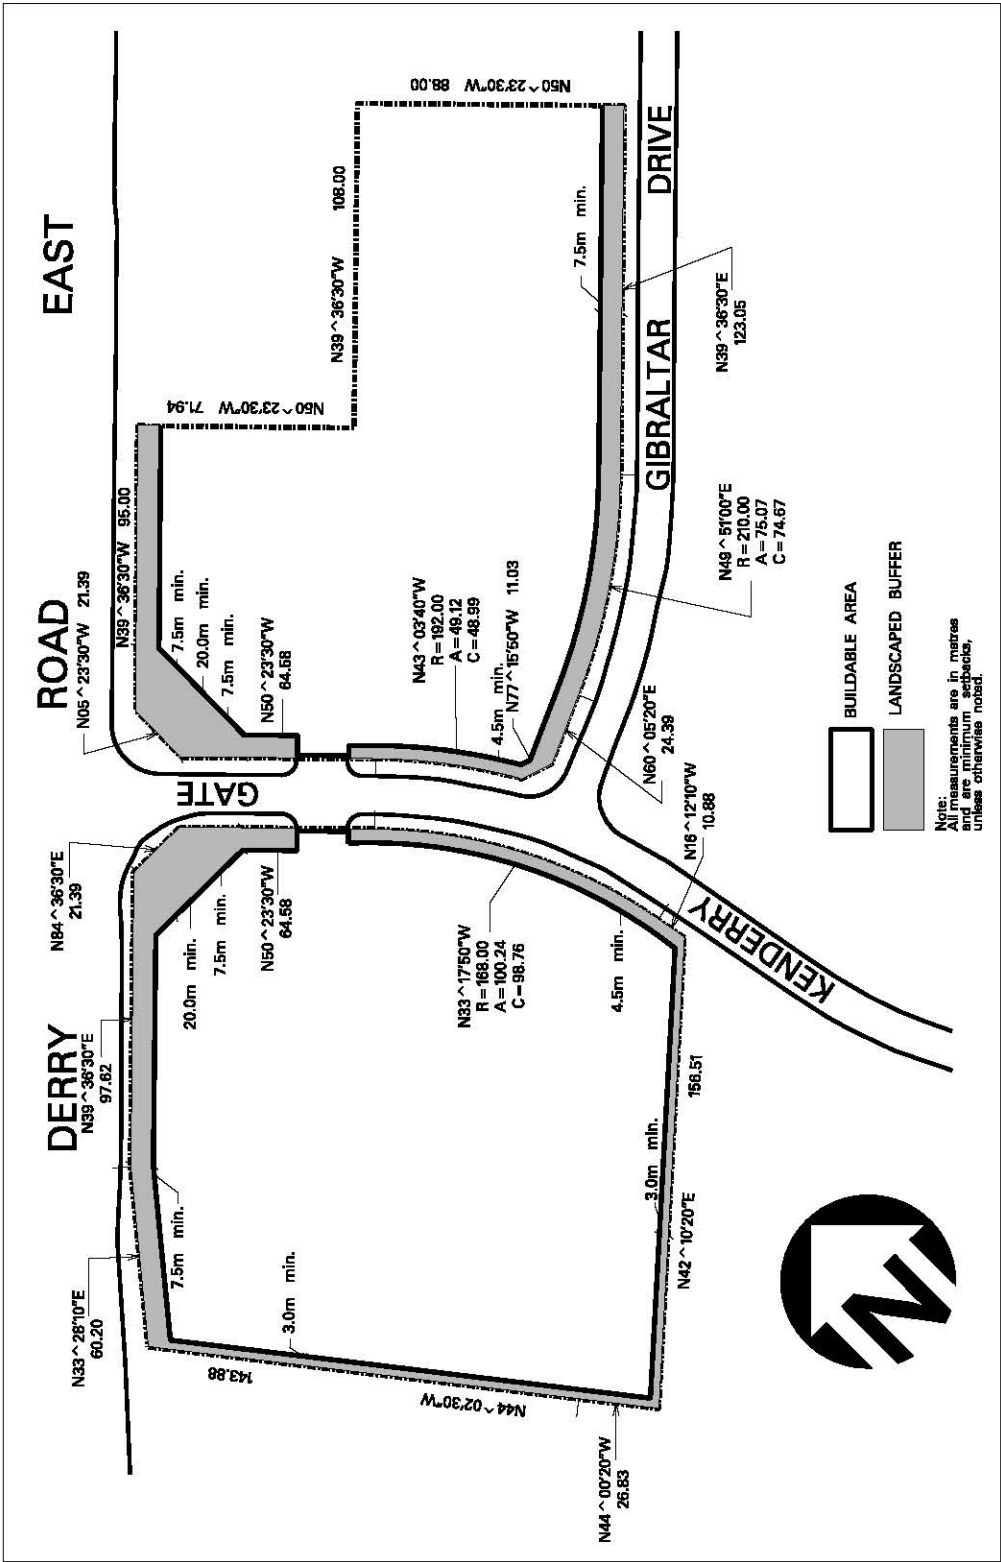 DERRY ROAD EAST
N33^28'10"E
60.20
N39^36'30"E
97.62
N84^36'30"E
21.39
N05^23'30"W 21.39
N39^36'30"W 95.00
N50^23'30"W 71.94
N39^36'30"W 108.00
N50^23'30"W 88.00
7.5m min.
20.0m min.
7.5m min.
20.0m min.
7.5m min.
7.5m min.
N50^23'30"W
64.58
GATE
N50^23'30"W
64.58
143.88
3.0m min.
N44^02'30"W
N44^00'20"W
26.83
N33^17'50"W
R=168.00
A=100.24
C=98.76
4.5m min.
N43^03'40"W
R=192.00
A=49.12
C=48.99
4.5m min.
N77^15'50"W 11.03
7.5m min.
3.0m min.
N42^10'20"E
156.51
N16^12'10"W
10.88
N60^05'20"E
24.39
KENDERRY
GIBRALTAR DRIVE
N49^51'00"E
R=210.00
A=75.07
C=74.67
N39^36'30"E
123.05
N
BUILDABLE AREA
LANDSCAPED BUFFER
Note:
All measurements are in metres
and are minimum setbacks,
unless otherwise noted.